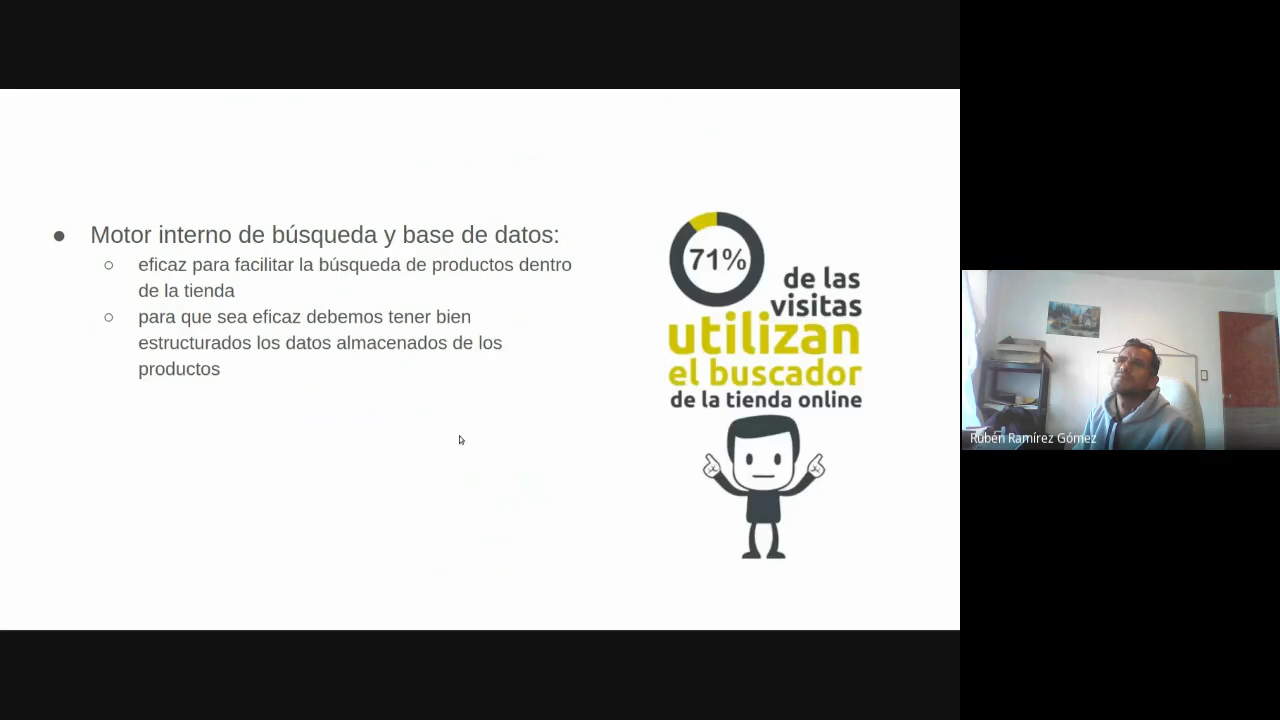 Motor interno de búsqueda y base de datos:
eficaz para facilitar la búsqueda de productos dentro
de la tienda
para que sea eficaz debemos tener bien
estructurados los datos almacenados de los
productos
71%
de las
visitas
utilizan
el buscador
de la tienda online
Rubén Ramírez Gómez